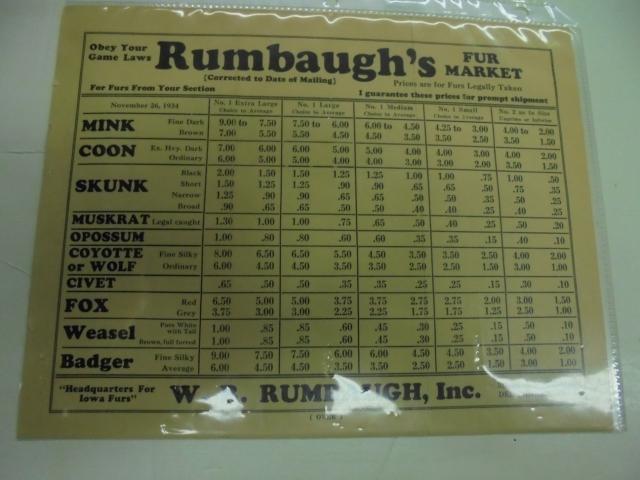 Obey Your Game Laws
Rumbaugh's FUR MARKET
[Corrected to Date of Mailing]
Prices are for Furs Legally Taken
For Furs From Your Section
I guarantee these prices for prompt shipment
November 26, 1934 No. 1 Extra Large Choice to Average No. 1 Large Choice to Average No. 1 Medium Choice to Average No. 1 Small Choice to Average No. 2 as to Size Unprime or Inferior
MINK Fine Dark 9.00 to 7.50 7.50 to 6.00 6.00 to 4.50 4.25 to 3.00 4.00 to 2.00
Brown 7.00 5.50 5.50 4.50 4.50 3.50 3.50 2.50 3.50 1.50
COON Ex. Hvy. Dark 7.00 6.00 6.00 5.00 5.00 4.00 4.00 3.00 4.00 2.00
Ordinary 6.00 5.00 5.00 4.00 4.00 3.00 3.00 2.00 3.50 1.50
SKUNK Black 2.00 1.50 1.50 1.25 1.25 1.00 1.00 .75 1.00 .50
Short 1.50 1.25 1.25 .90 .90 .65 .65 .50 .75 .35
Narrow 1.25 .90 .90 .65 .65 .50 .50 .35 .50 .25
Broad .90 .65 .65 .50 .50 .40 .40 .25 .40 .25
MUSKRAT Legal caught 1.30 1.00 1.00 .75 .65 .50 .40 .25 .50 .20
OPOSSUM 1.00 .80 .80 .60 .60 .35 .35 .15 .40 .10
COYOTTE or WOLF Fine Silky 8.00 6.50 6.50 5.50 4.50 3.50 3.50 2.50 4.00 2.00
Ordinary 6.00 4.50 4.50 3.50 3.50 2.50 2.50 1.50 3.00 1.00
CIVET .65 .50 .50 .35 .35 .25 .25 .15 .30 .10
FOX Red 6.50 5.00 5.00 3.75 3.75 2.75 2.75 2.00 3.00 1.50
Grey 3.75 3.00 3.00 2.25 2.25 1.75 1.75 1.25 2.00 1.00
Weasel Pure White with Tail 1.00 .85 .85 .60 .45 .30 .25 .15 .50 .10
Brown, full furred 1.00 .85 .85 .60 .45 .30 .25 .15 .50 .10
Badger Fine Silky 9.00 7.50 7.50 6.00 6.00 4.50 4.50 3.50 4.00 2.00
Average 6.00 4.50 4.50 3.50 3.50 2.50 2.50 1.50 3.00 1.00
"Headquarters For Iowa Furs"
W. R. RUMBAUGH, Inc.
( OVER )